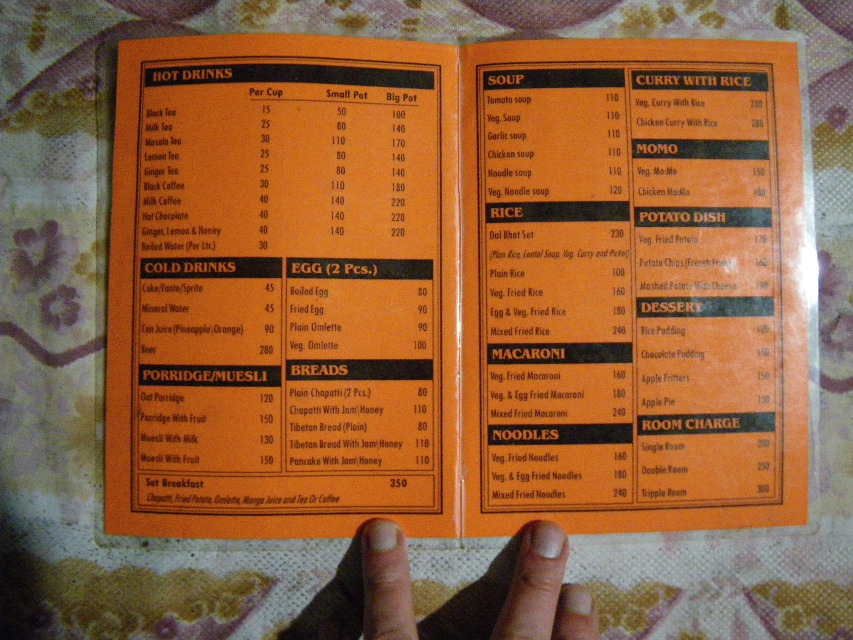 HOT DRINKS
Per Cup Small Pot Big Pot
Black Tea 15 50 100
Milk Tea 25 80 140
Masala Tea 30 110 170
Lemon Tea 25 80 140
Ginger Tea 25 80 140
Black Coffee 30 110 180
Milk Coffee 40 140 220
Hot Chocolate 40 140 220
Ginger, Lemon & Honey 40 140 220
Boiled Water (Per Ltr.) 30
COLD DRINKS
Coke/Fanta/Sprite 45
Mineral Water 45
Can Juice (Pineapple\Orange) 90
Beer 280
PORRIDGE/MUESLI
Oat Porridge 120
Porridge With Fruit 150
Muesli With Milk 130
Muesli With Fruit 150
EGG (2 Pcs.)
Boiled Egg 80
Fried Egg 90
Plain Omlette 90
Veg. Omlette 100
BREADS
Plain Chapatti (2 Pcs.) 80
Chapatti With Jam\Honey 110
Tibetan Bread (Plain) 80
Tibetan Bread With Jam\Honey 110
Pancake With Jam\Honey 110
Set Breakfast 350
Chapatti, Fried Potato, Omlette, Mango Juice and Tea Or Coffee
SOUP
Tomato soup 110
Veg. Soup 110
Garlic soup 110
Chicken soup 110
Noodle soup 110
Veg. Noodle soup 120
RICE
Dal Bhat Set 230
(Plan Rice, Lentel Soup, Veg. Curry and Pickel)
Plain Rice 100
Veg. Fried Rice 160
Egg & Veg. Fried Rice 180
Mixed Fried Rice 240
MACARONI
Veg. Fried Macaroni 160
Veg. & Egg Fried Macaroni 180
Mixed Fried Macaroni 240
NOODLES
Veg. Fried Noodles 160
Veg. & Egg Fried Noodles 180
Mixed Fried Noodles 240
CURRY WITH RICE
Veg. Curry With Rice
Chicken Curry With Rice 280
MOMO
Veg. Mo:Mo 150
Chicken Mo:Mo 180
POTATO DISH
Veg. Fried Potato 170
Potato Chips (French Fries) 160
Mashed Potato With Cheese
DESSERT
Rice Pudding 120
Chocolate Pudding
Apple Fritters 150
Apple Pie 150
ROOM CHARGE
Single Room 200
Double Room 250
Tripple Room 300